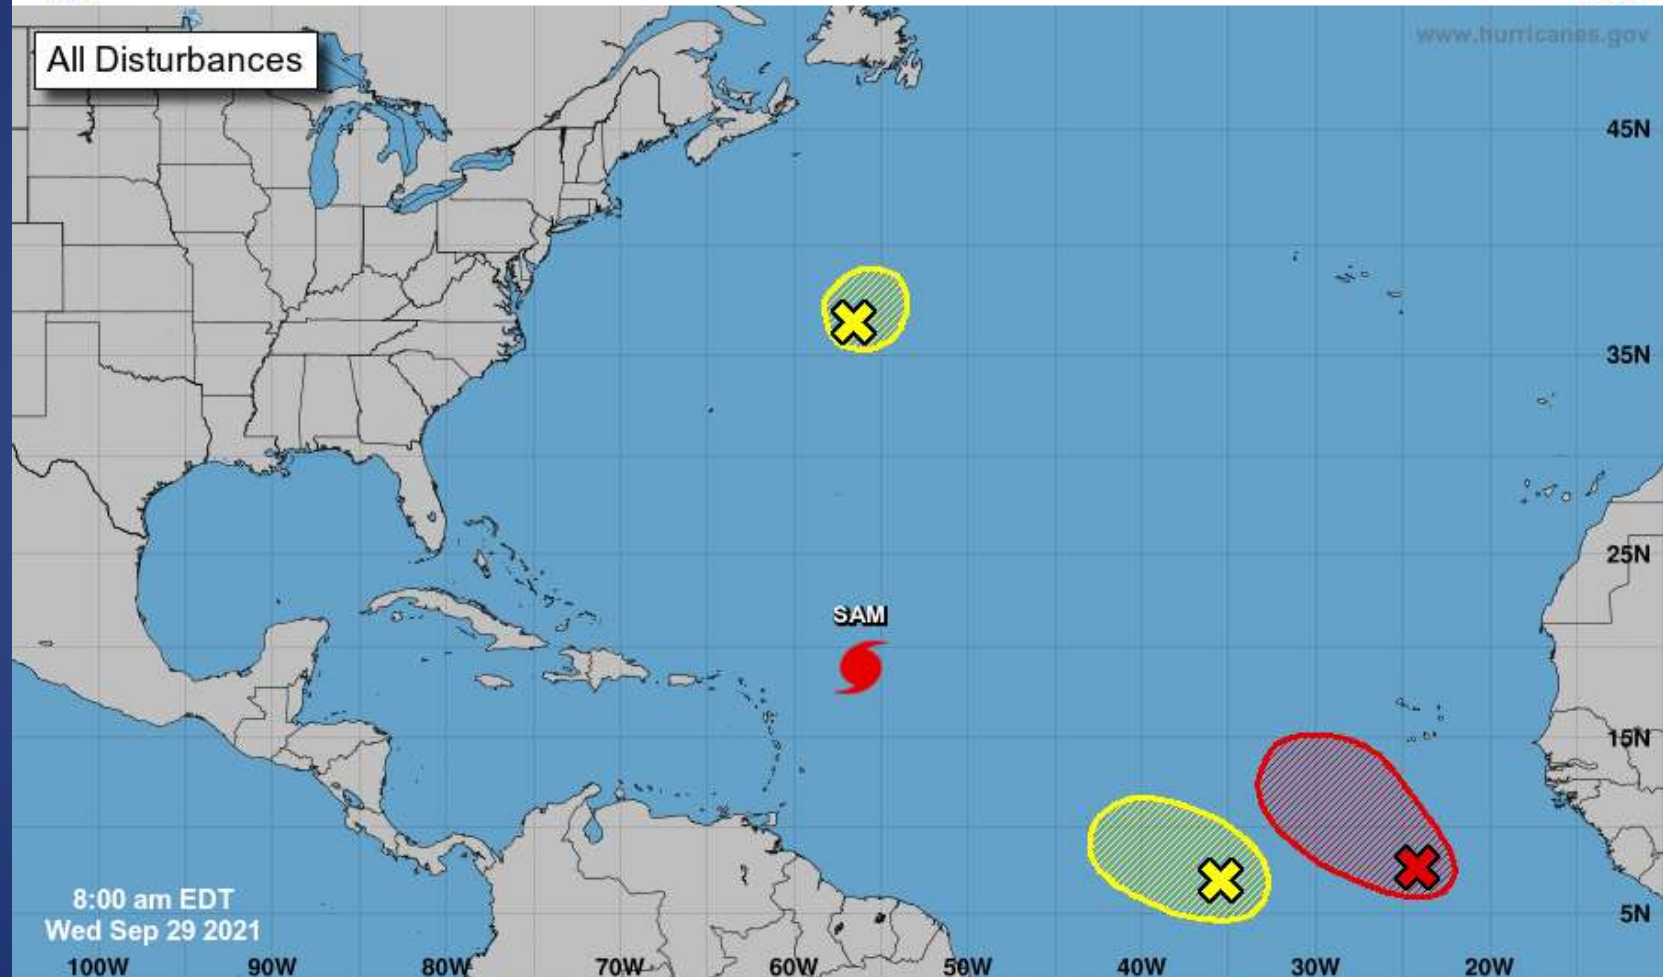 All Disturbances
www.hurricanes.gov
45N
35N
25N
SAM
15N
8:00 am EDT
5N
Wed Sep 29 2021
100W 90W 80W 70W 60W 50W 40W 30W 20W